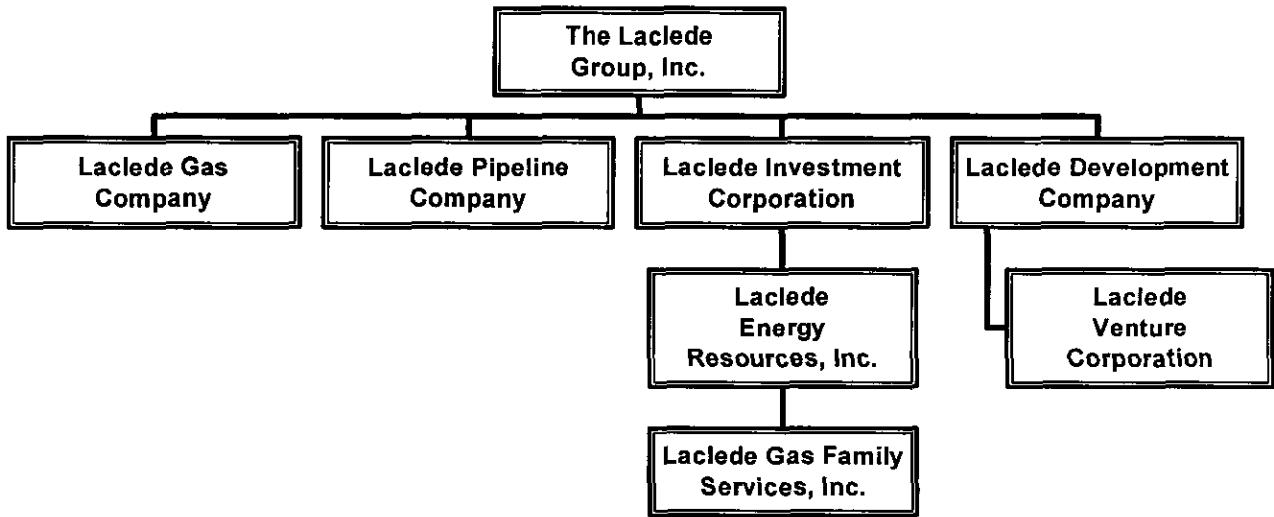 The Laclede
Group, Inc.
Laclede Gas
Company
Laclede Pipeline
Company
Laclede Investment
Corporation
Laclede Development
Company
Laclede
Energy
Resources, Inc.
Laclede
Venture
Corporation
Laclede Gas Family
Services, Inc.